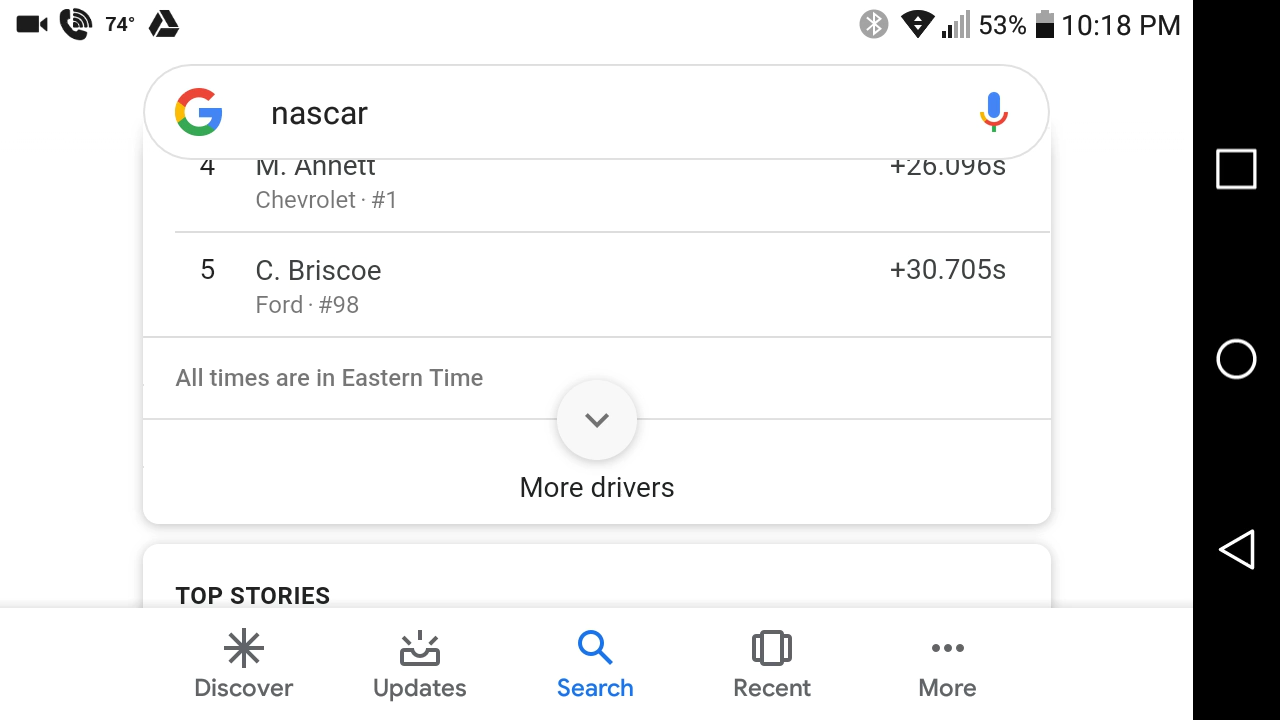 74° 53% 10:18 PM
nascar
4 M. Annett +26.096s
Chevrolet · #1
5 C. Briscoe +30.705s
Ford · #98
All times are in Eastern Time
More drivers
TOP STORIES
Discover Updates Search Recent More